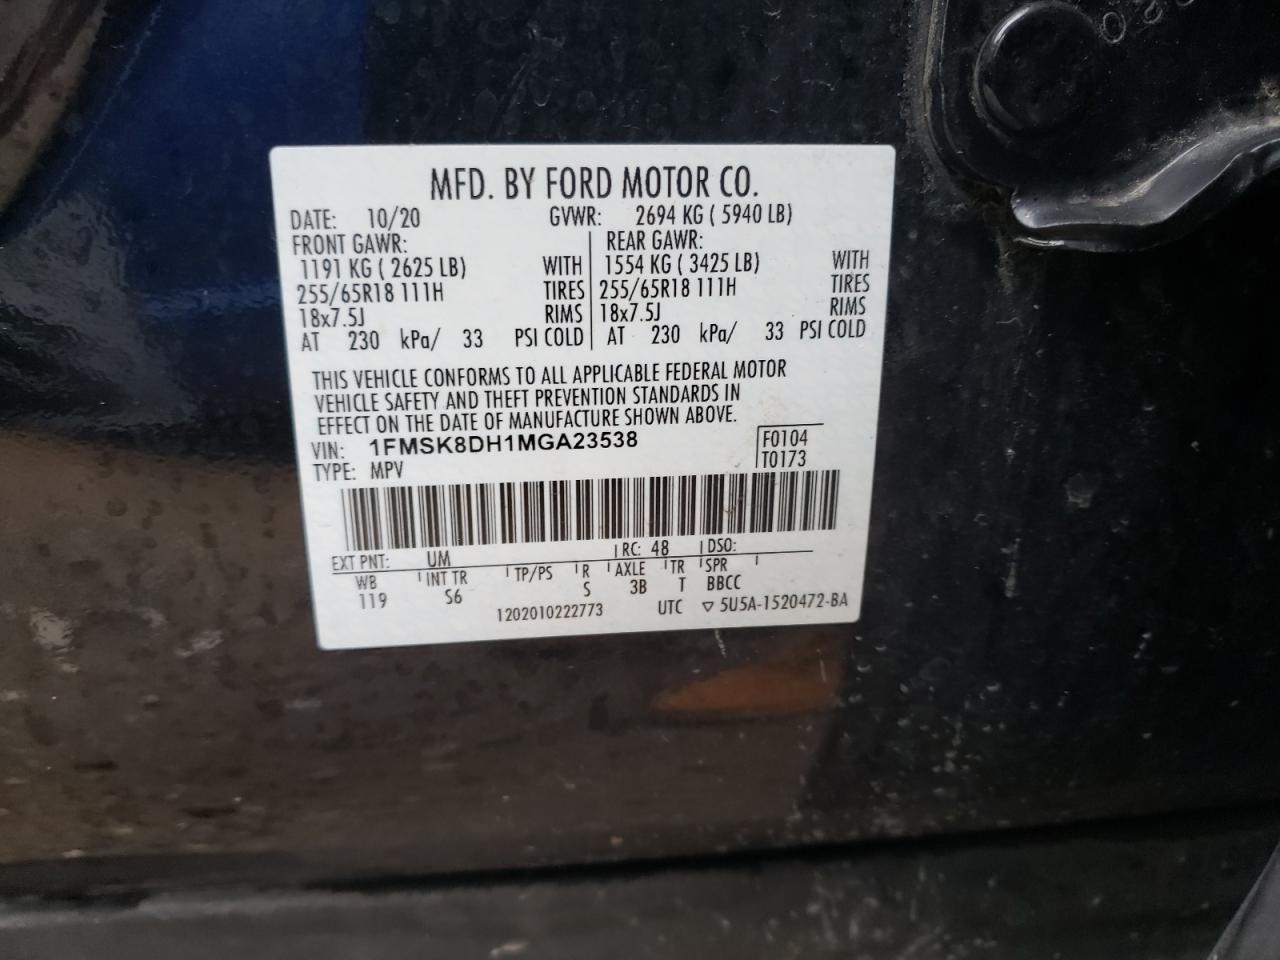 MFD. BY FORD MOTOR CO.
DATE: 10/20 GVWR: 2694 KG ( 5940 LB)
FRONT GAWR: REAR GAWR:
1191 KG ( 2625 LB) WITH 1554 KG ( 3425 LB) WITH
255/65R18 111H TIRES 255/65R18 111H TIRES
18x7.5J RIMS 18x7.5J RIMS
AT 230 kPa/ 33 PSI COLD AT 230 kPa/ 33 PSI COLD
THIS VEHICLE CONFORMS TO ALL APPLICABLE FEDERAL MOTOR
VEHICLE SAFETY AND THEFT PREVENTION STANDARDS IN
EFFECT ON THE DATE OF MANUFACTURE SHOWN ABOVE.
VIN: 1FMSK8DH1MGA23538 F0104
TYPE: MPV T0173
EXT PNT: UM RC: 48 DSO:
WB INT TR TP/PS R AXLE TR SPR
119 S6 S 3B T BBCC
1202010222773 UTC ▽ 5U5A-1520472-BA